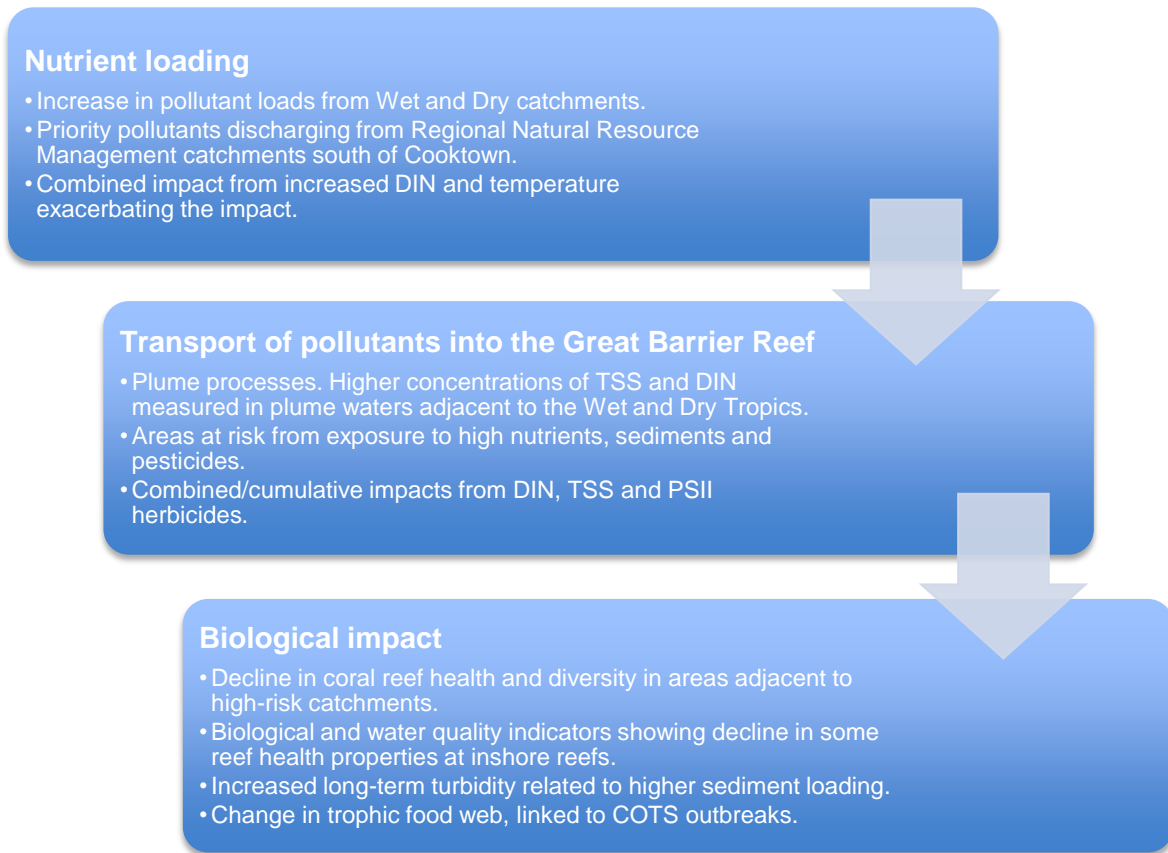 Nutrient loading
• Increase in pollutant loads from Wet and Dry catchments.
• Priority pollutants discharging from Regional Natural Resource
Management catchments south of Cooktown.
• Combined impact from increased DIN and temperature
exacerbating the impact.
Transport of pollutants into the Great Barrier Reef
• Plume processes. Higher concentrations of TSS and DIN
measured in plume waters adjacent to the Wet and Dry Tropics.
• Areas at risk from exposure to high nutrients, sediments and
pesticides.
• Combined/cumulative impacts from DIN, TSS and PSII
herbicides.
Biological impact
• Decline in coral reef health and diversity in areas adjacent to
high-risk catchments.
• Biological and water quality indicators showing decline in some
reef health properties at inshore reefs.
• Increased long-term turbidity related to higher sediment loading.
• Change in trophic food web, linked to COTS outbreaks.